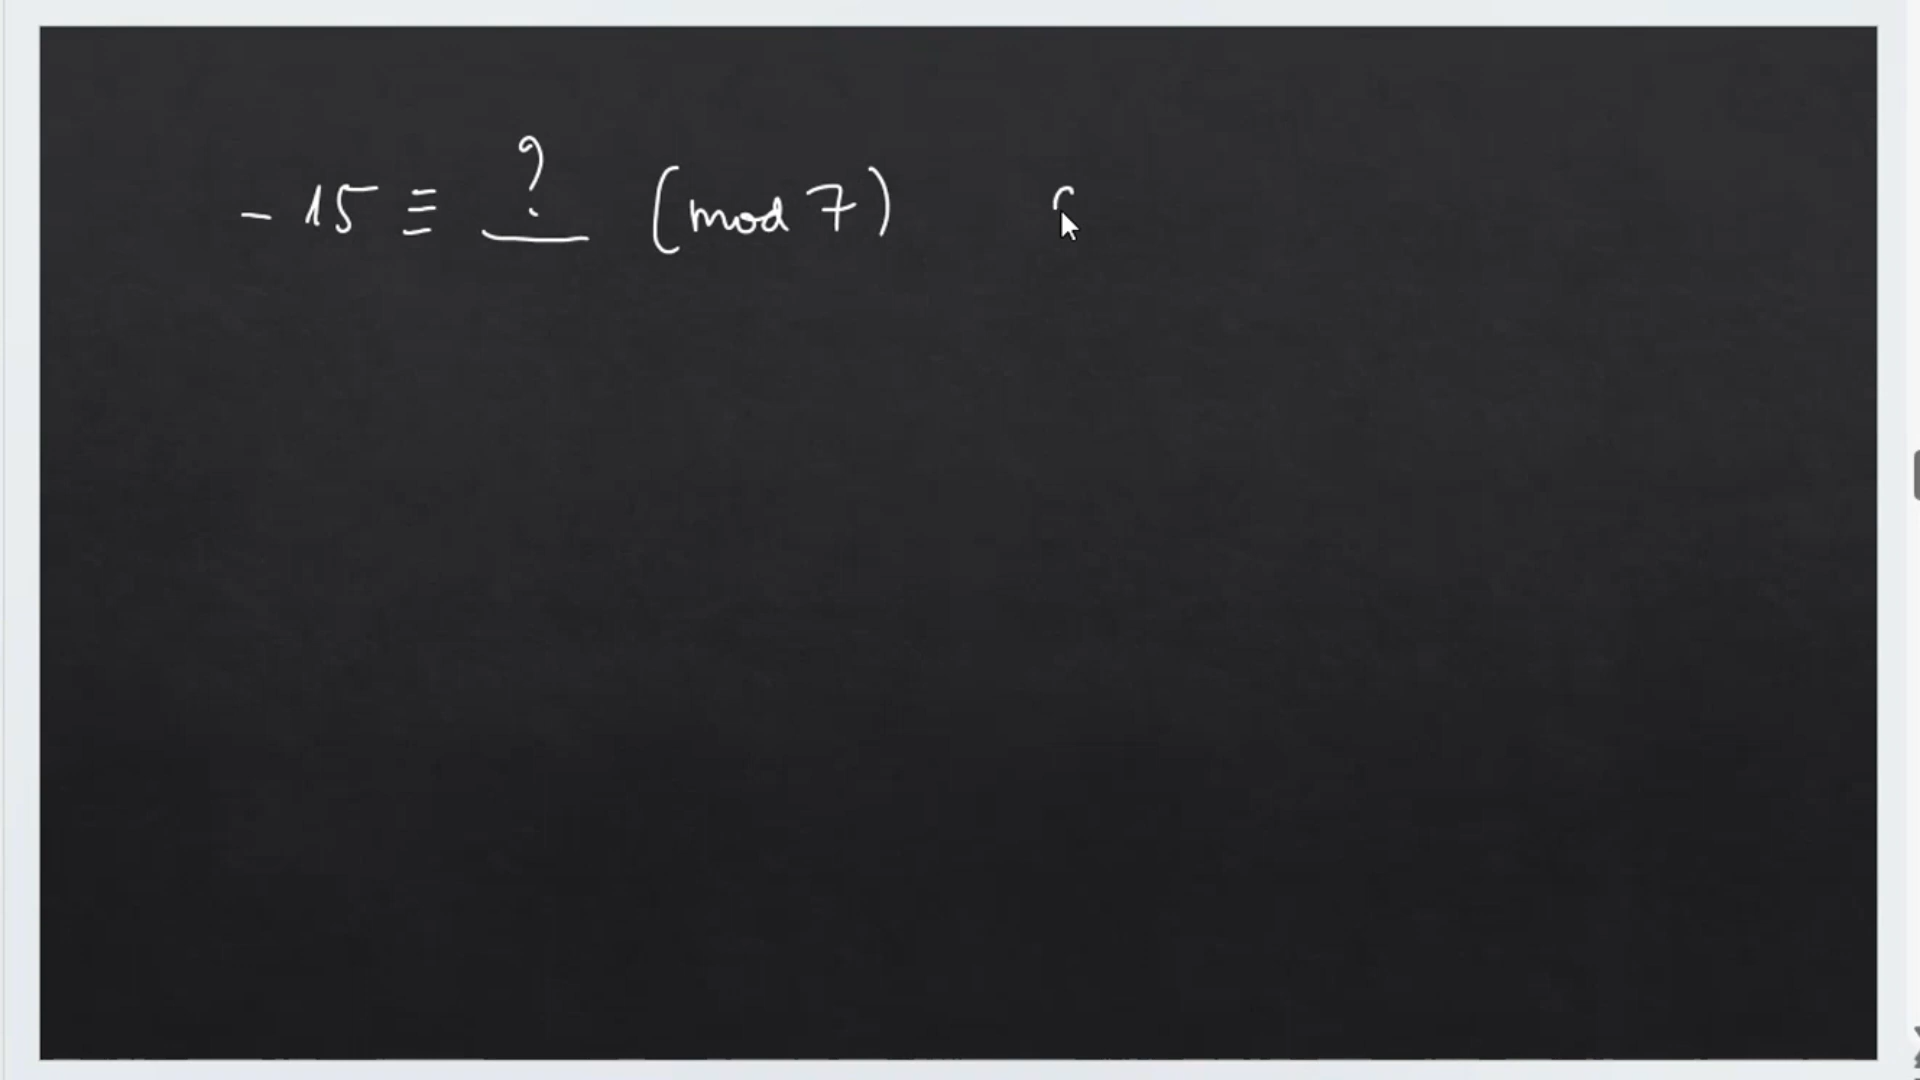 - 15 ≡ ? (mod 7)